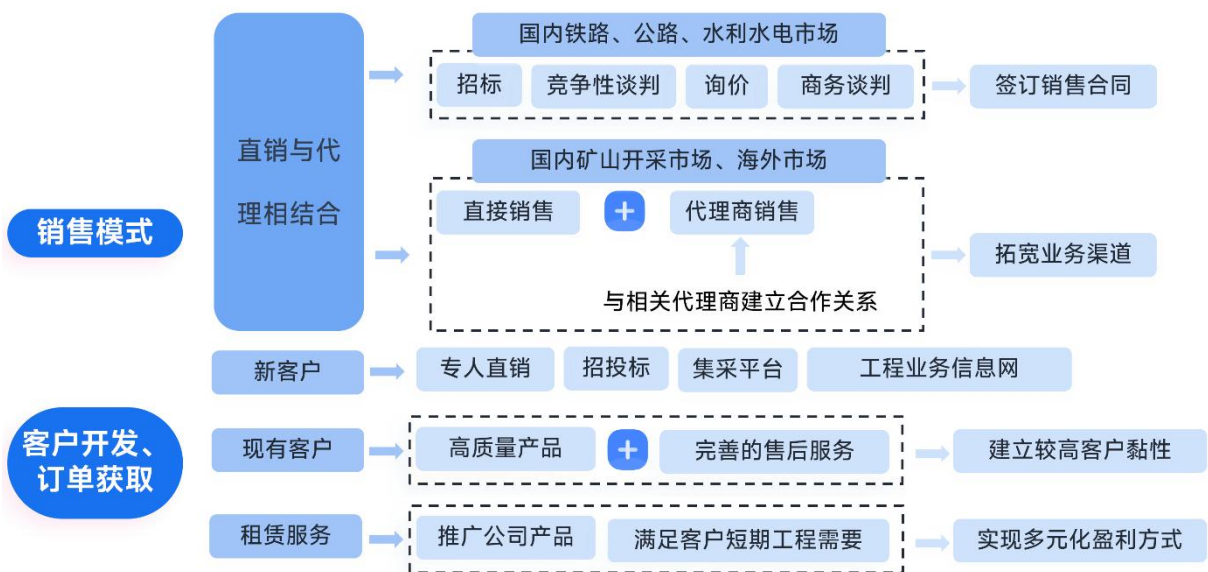 国内铁路、公路、水利水电市场
招标
竞争性谈判
询价
商务谈判
签订销售合同
直销与代
理相结合
国内矿山开采市场、海外市场
直接销售
代理商销售
与相关代理商建立合作关系
拓宽业务渠道
销售模式
新客户
专人直销
招投标
集采平台
工程业务信息网
客户开发、
订单获取
现有客户
高质量产品
完善的售后服务
建立较高客户黏性
租赁服务
推广公司产品
满足客户短期工程需要
实现多元化盈利方式